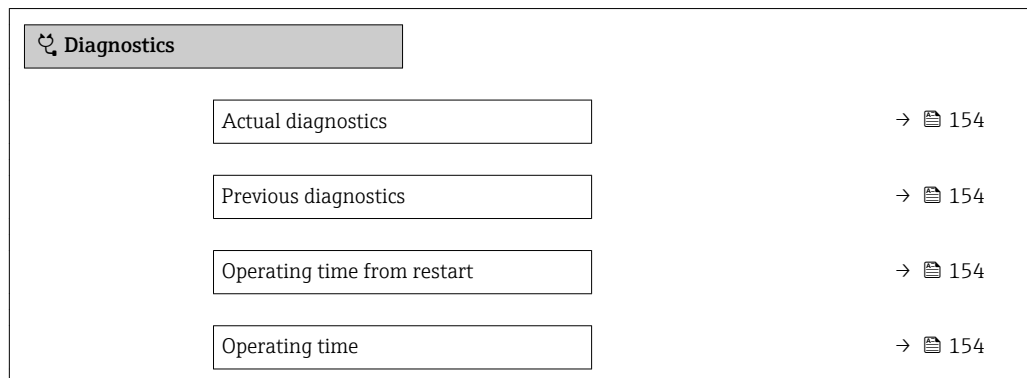 Diagnostics
Actual diagnostics → 154
Previous diagnostics → 154
Operating time from restart → 154
Operating time → 154